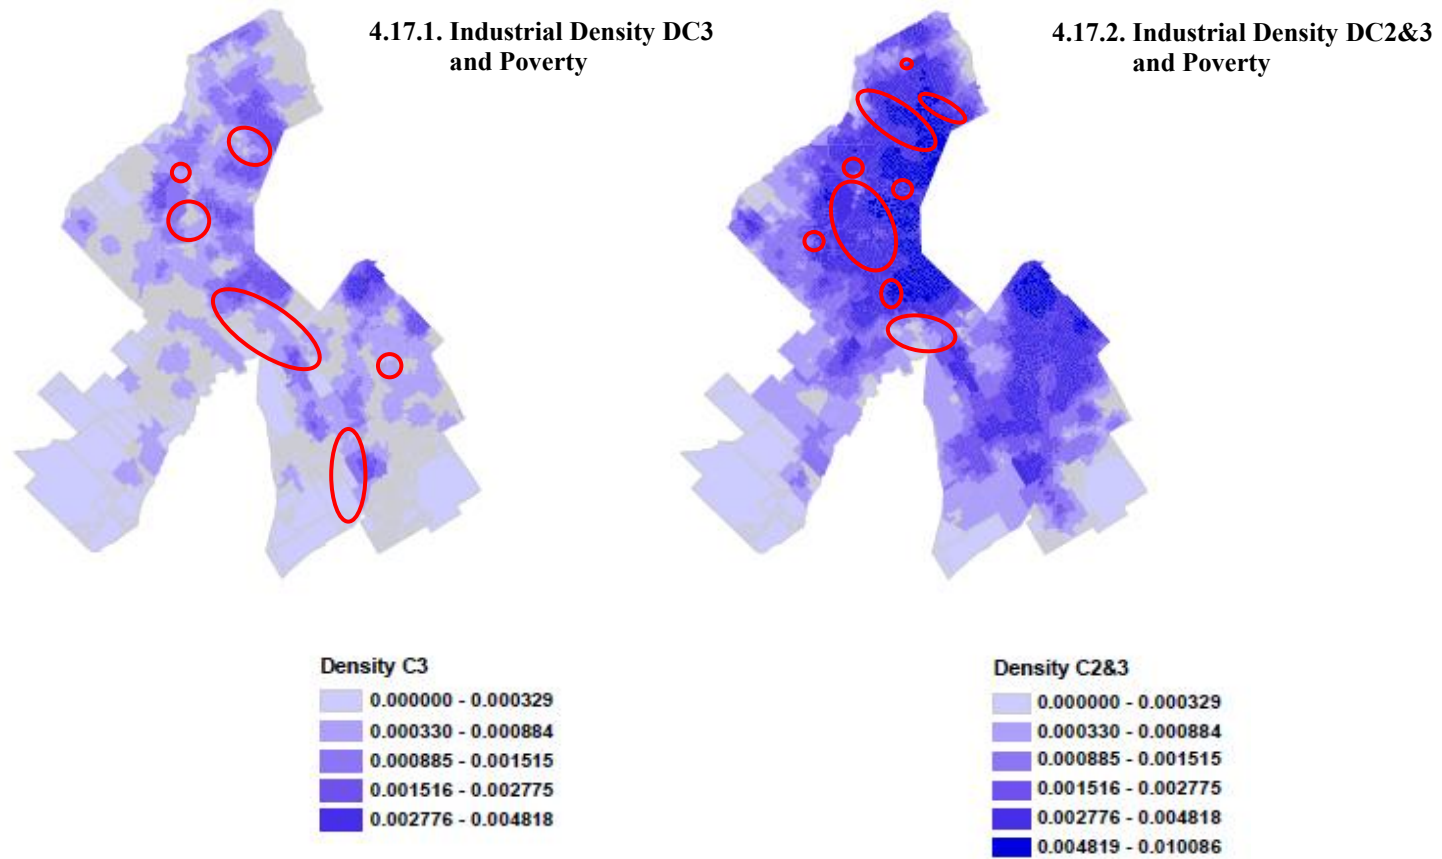 4.17.1. Industrial Density DC3
and Poverty
4.17.2. Industrial Density DC2&3
and Poverty
Density C3
0.000000 - 0.000329
0.000330 - 0.000884
0.000885 - 0.001515
0.001516 - 0.002775
0.002776 - 0.004818
Density C2&3
0.000000 - 0.000329
0.000330 - 0.000884
0.000885 - 0.001515
0.001516 - 0.002775
0.002776 - 0.004818
0.004819 - 0.010086